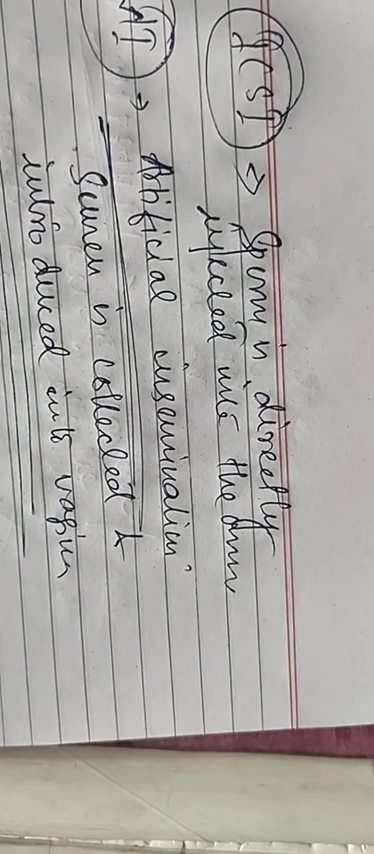 ICSI → Sperm is directly
injected into the ovum
AI → Artificial insemination
Semen is collected &
introduced into vagina